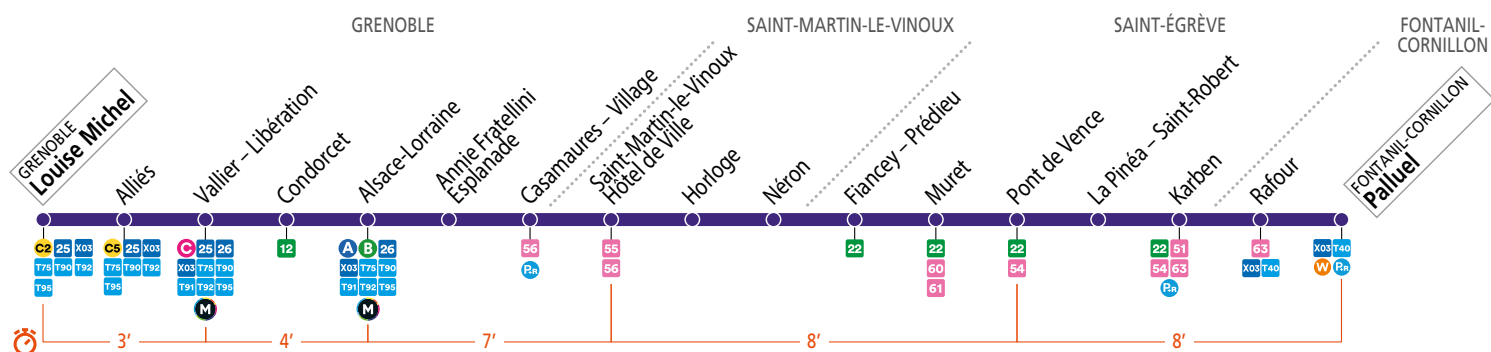 GRENOBLE
SAINT-MARTIN-LE-VINOUX
SAINT-ÉGRÈVE
FONTANIL-
CORNILLON
GRENOBLE
Louise Michel
Alliés
Vallier – Libération
Condorcet
Alsace-Lorraine
Annie Fratellini
Esplanade
Casamaures – Village
Saint-Martin-le-Vinoux
Hôtel de Ville
Horloge
Néron
Fiancey – Prédieu
Muret
Pont de Vence
La Pinéa – Saint-Robert
Karben
Rafour
FONTANIL-CORNILLON
Palluel
C2 25 X03
T75 T90 T92
T95
C5 25 X03
T75 T90 T92
T95
C 25 26
X03 T75 T90
T91 T92 T95
M
12
A B 26
X03 T75 T90
T91 T92 T95
M
56
P+R
55
56
22
22
60
61
22
54
22 51
54 63
P+R
63
X03 T40
X03 T40
W P+R
3’ 4’ 7’ 8’ 8’